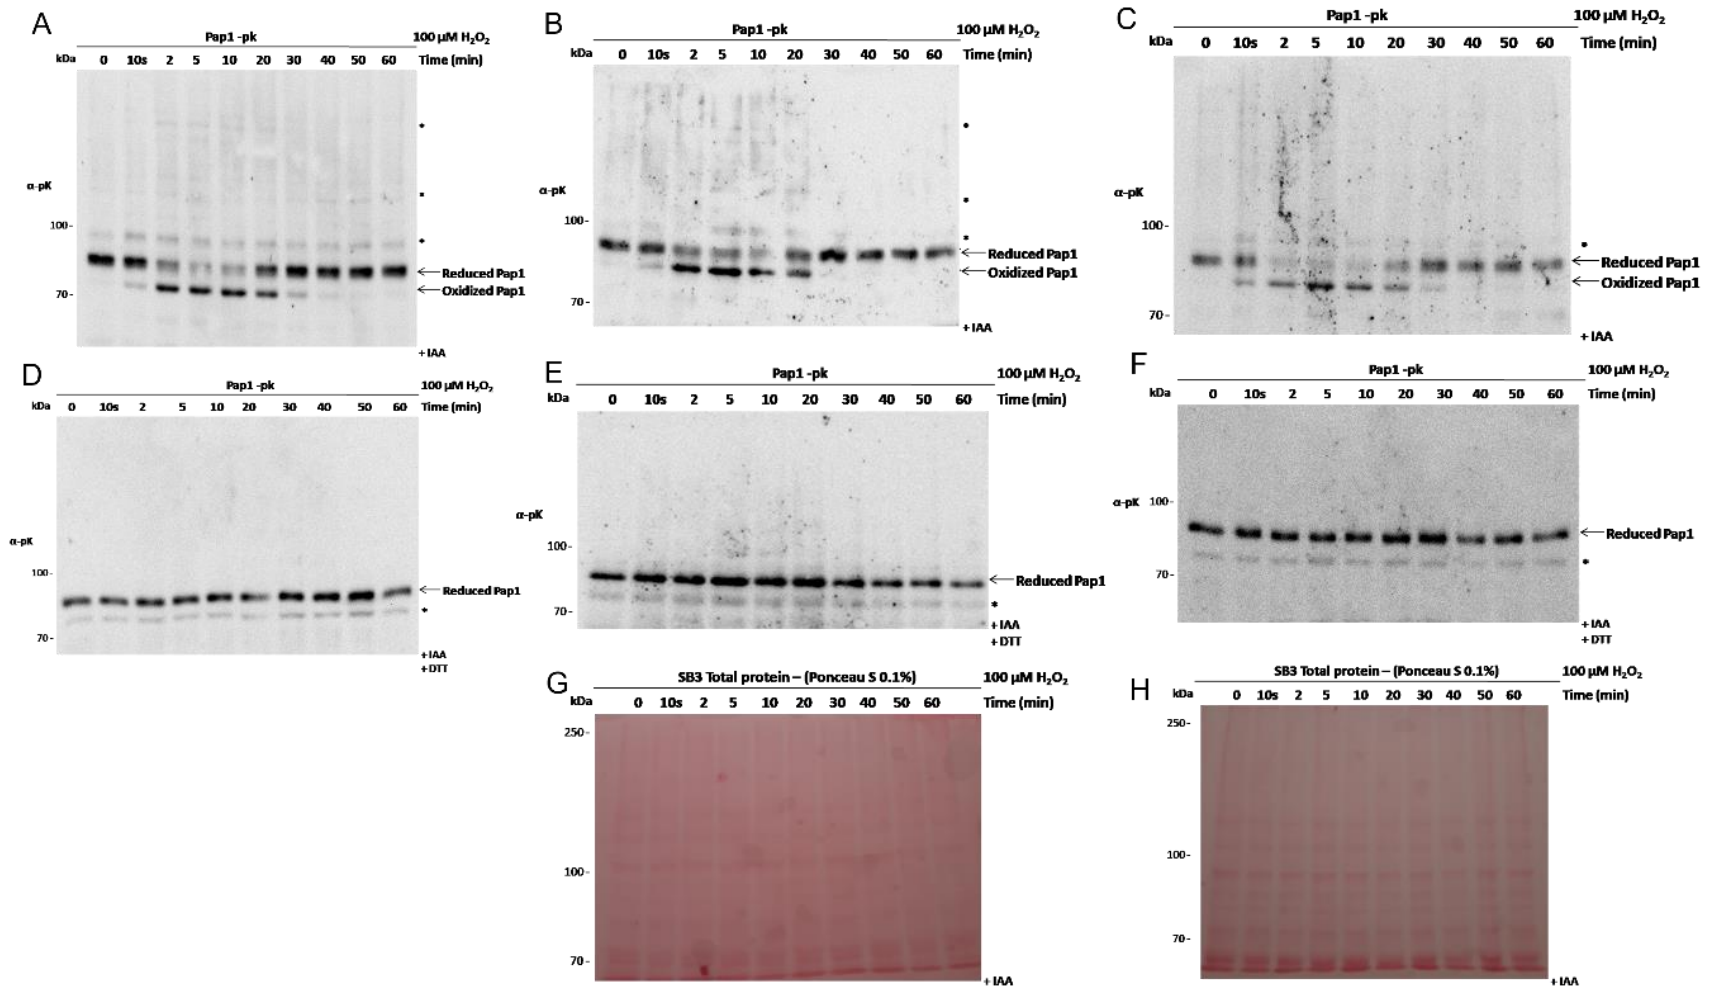 A
Pap1 -pk
100 µM H₂O₂
kDa
0 10s 2 5 10 20 30 40 50 60
Time (min)
*
*
α-pK
100-
*
Reduced Pap1
70-
Oxidized Pap1
+ IAA
B
Pap1 -pk
100 µM H₂O₂
kDa
0 10s 2 5 10 20 30 40 50 60
Time (min)
*
α-pK
*
100-
*
Reduced Pap1
Oxidized Pap1
70-
+ IAA
C
Pap1 -pk
100 µM H₂O₂
kDa
0 10s 2 5 10 20 30 40 50 60
Time (min)
α-pK
100-
*
Reduced Pap1
Oxidized Pap1
70-
+ IAA
D
Pap1 -pk
100 µM H₂O₂
kDa
0 10s 2 5 10 20 30 40 50 60
Time (min)
α-pK
100-
Reduced Pap1
*
70-
+ IAA
+ DTT
E
Pap1 -pk
100 µM H₂O₂
kDa
0 10s 2 5 10 20 30 40 50 60
Time (min)
α-pK
100-
Reduced Pap1
*
70-
+ IAA
+ DTT
F
Pap1 -pk
100 µM H₂O₂
kDa
0 10s 2 5 10 20 30 40 50 60
Time (min)
α-pK
100-
Reduced Pap1
*
70-
+ IAA
+ DTT
G
SB3 Total protein – (Ponceau S 0.1%)
100 µM H₂O₂
kDa
0 10s 2 5 10 20 30 40 50 60
Time (min)
250-
100-
70-
+ IAA
H
SB3 Total protein – (Ponceau S 0.1%)
100 µM H₂O₂
kDa
0 10s 2 5 10 20 30 40 50 60
Time (min)
250-
100-
70-
+ IAA